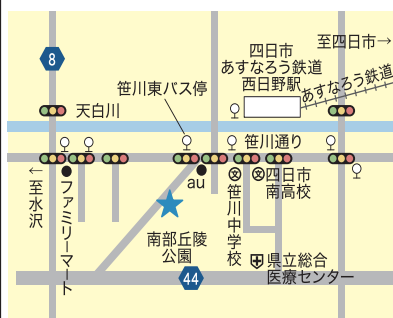 8
四日市
あすなろう鉄道
西日野駅
至四日市→
あすなろう鉄道
笹川東バス停
天白川
笹川通り
←至水沢
ファミリーマート
au
笹川中学校
四日市
南高校
南部丘陵
公園
44
県立総合
医療センター